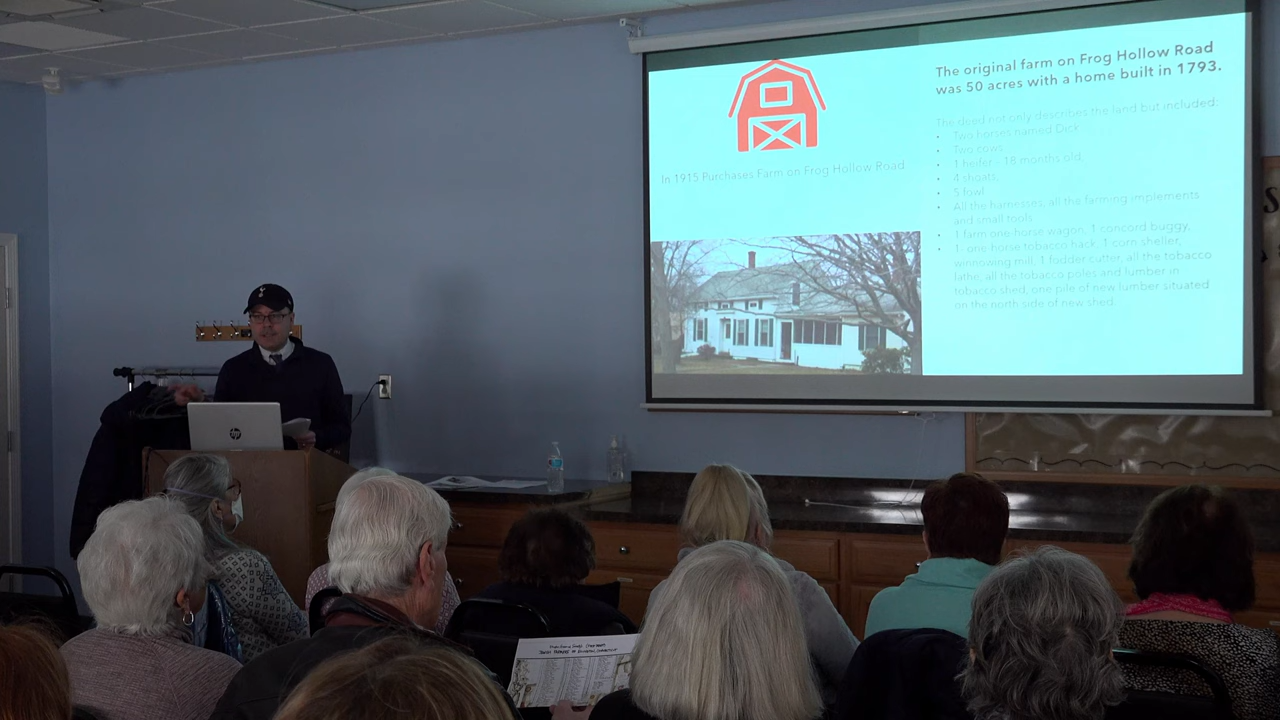 The original farm on Frog Hollow Road
was 50 acres with a home built in 1793.
In 1915 Purchases Farm on Frog Hollow Road
The deed not only describes the land but included:
• Two horses named Dick
• Two cows
• 1 heifer - 18 months old
• 4 shoats
• 5 fowl
• All the harnesses, all the farming implements
and small tools
• 1 farm one horse wagon, 1 concord buggy,
• 1- one horse tobacco hack, 1 corn sheller,
winnowing mill, 1 fodder cutter, all the tobacco
lathe, all the tobacco poles and lumber in
tobacco shed, one pile of new lumber situated
on the north side of new shed.
hp